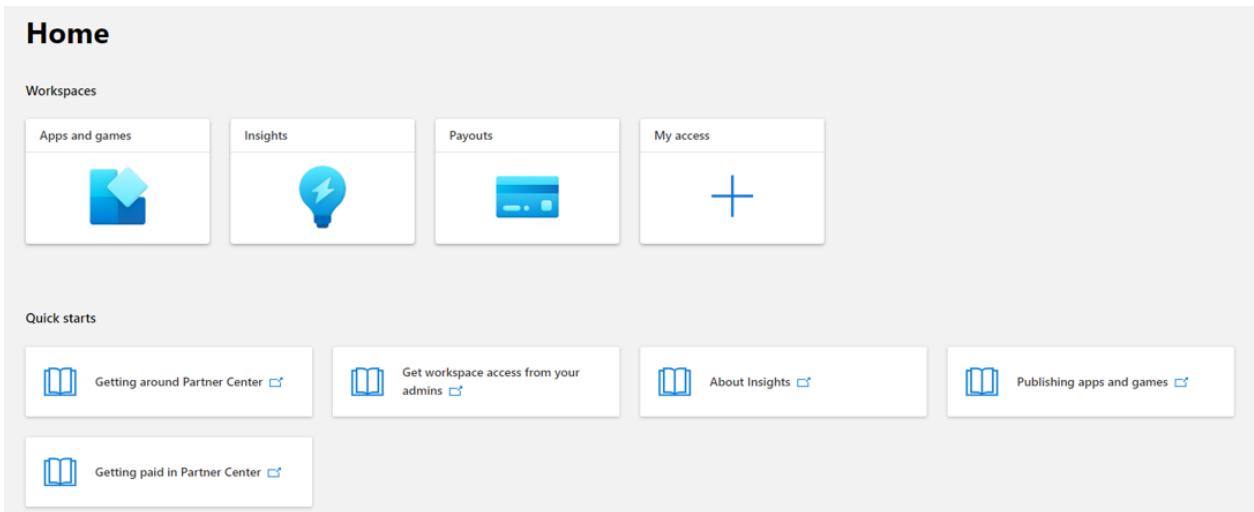 Home
Workspaces
Apps and games
Insights
Payouts
My access
Quick starts
Getting around Partner Center
Get workspace access from your
admins
About Insights
Publishing apps and games
Getting paid in Partner Center